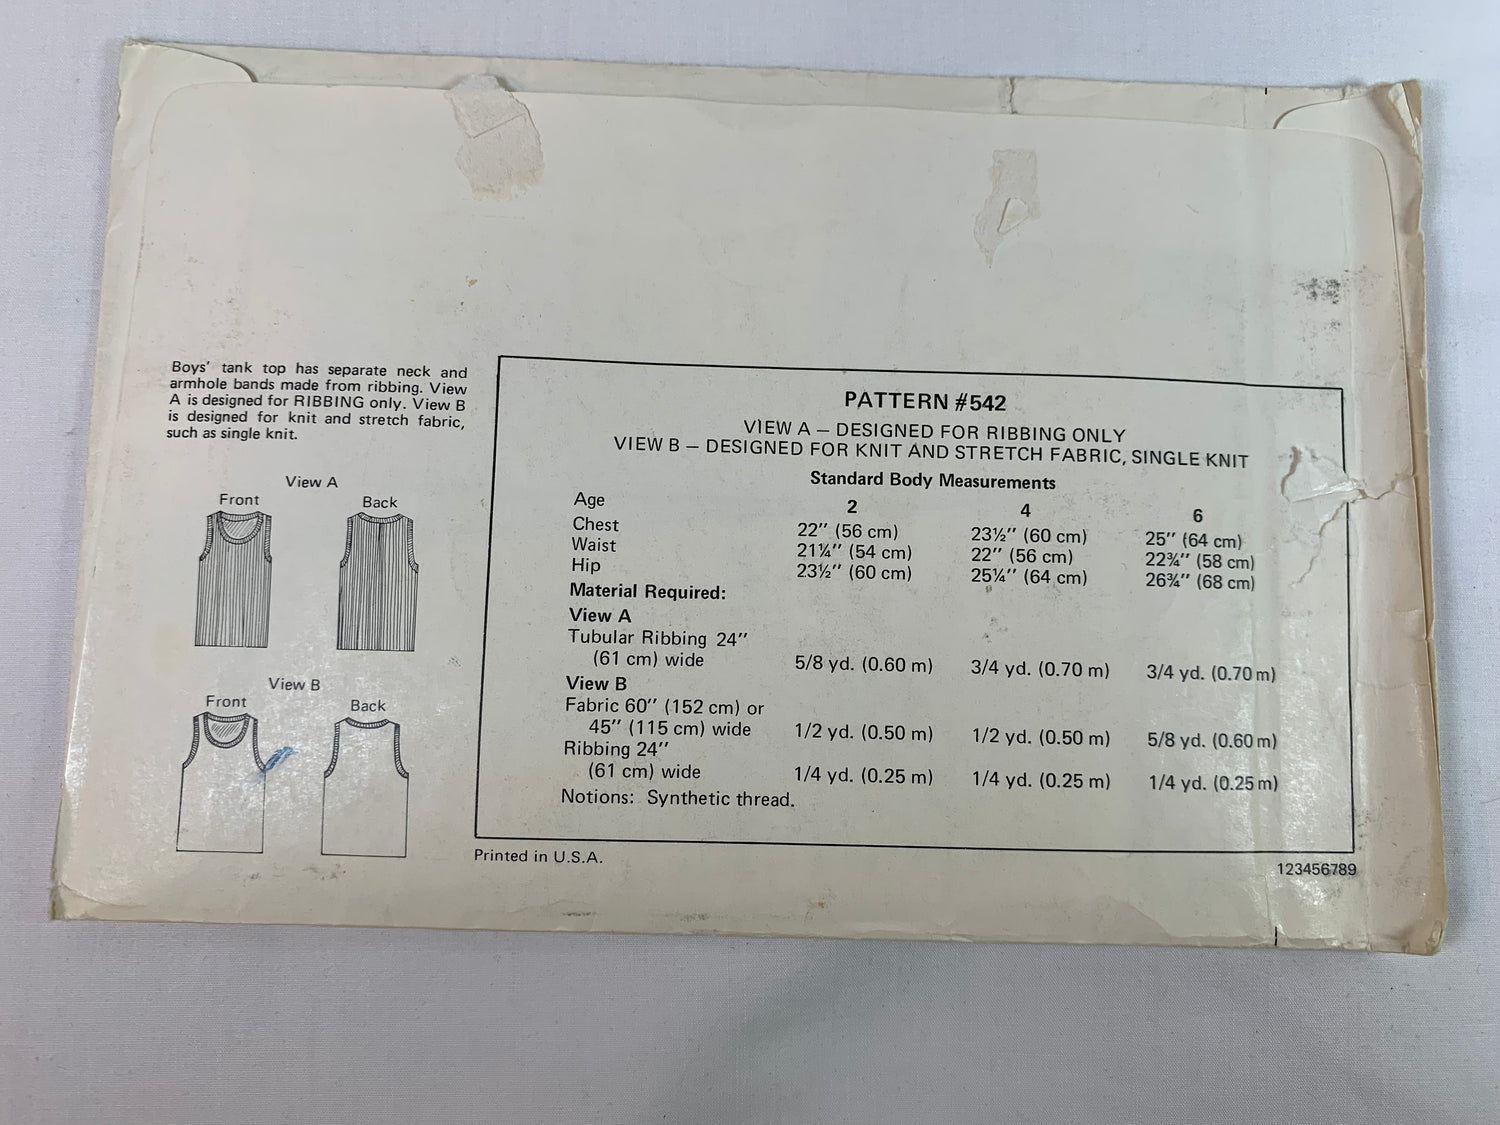 Boys' tank top has separate neck and
armhole bands made from ribbing. View
A is designed for RIBBING only. View B
is designed for knit and stretch fabric,
such as single knit.
View A
Front Back
View B
Front Back
PATTERN #542
VIEW A — DESIGNED FOR RIBBING ONLY
VIEW B — DESIGNED FOR KNIT AND STRETCH FABRIC, SINGLE KNIT
Standard Body Measurements
Age 2 4 6
Chest 22" (56 cm) 23½" (60 cm) 25" (64 cm)
Waist 21¼" (54 cm) 22" (56 cm) 22¾" (58 cm)
Hip 23½" (60 cm) 25¼" (64 cm) 26¾" (68 cm)
Material Required:
View A
Tubular Ribbing 24"
(61 cm) wide 5/8 yd. (0.60 m) 3/4 yd. (0.70 m) 3/4 yd. (0.70 m)
View B
Fabric 60" (152 cm) or
45" (115 cm) wide 1/2 yd. (0.50 m) 1/2 yd. (0.50 m) 5/8 yd. (0.60 m)
Ribbing 24"
(61 cm) wide 1/4 yd. (0.25 m) 1/4 yd. (0.25 m) 1/4 yd. (0.25 m)
Notions: Synthetic thread.
Printed in U.S.A.
123456789